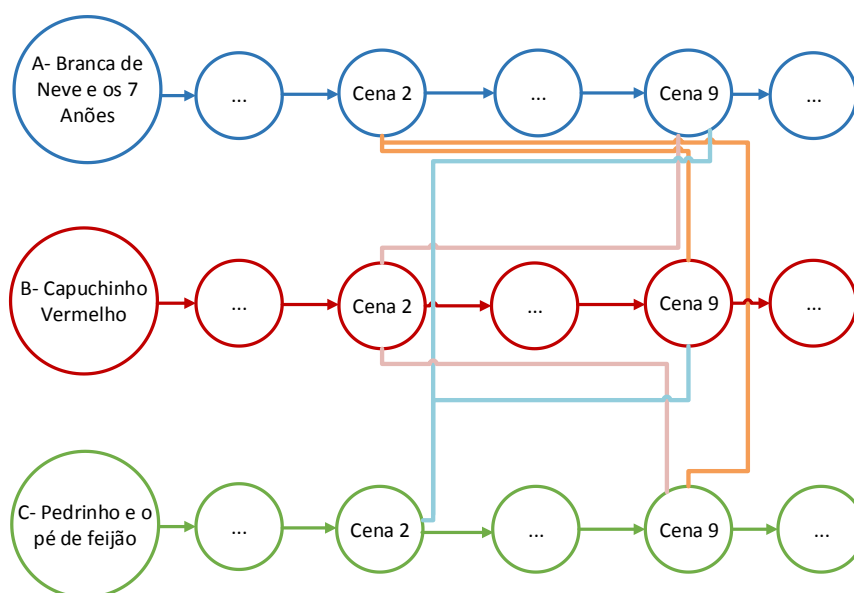 A- Branca de
Neve e os 7
Anões
...
Cena 2
...
Cena 9
...
B- Capuchinho
Vermelho
...
Cena 2
...
Cena 9
...
C- Pedrinho e o
pé de feijão
...
Cena 2
...
Cena 9
...